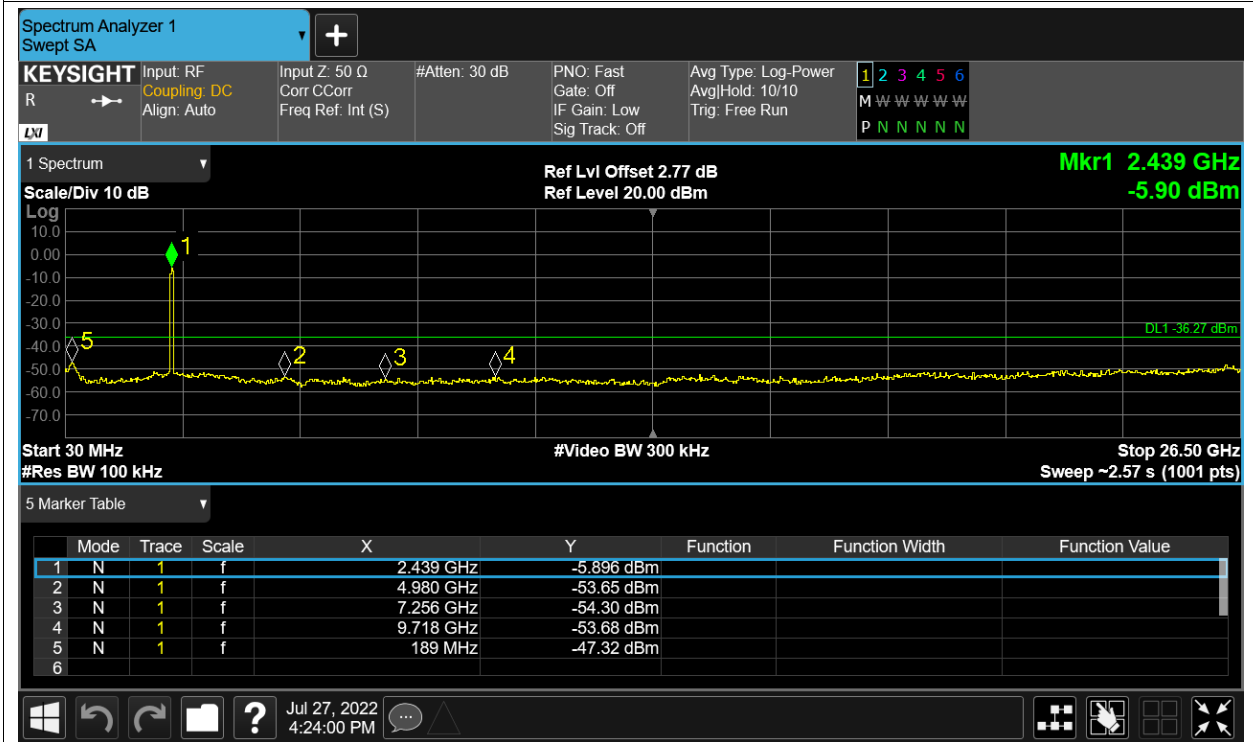 Spectrum Analyzer 1
Swept SA
KEYSIGHT
R
LXI
Input: RF
Coupling: DC
Align: Auto
Input Z: 50 Ω
Corr CCorr
Freq Ref: Int (S)
#Atten: 30 dB
PNO: Fast
Gate: Off
IF Gain: Low
Sig Track: Off
Avg Type: Log-Power
Avg|Hold: 10/10
Trig: Free Run
1 2 3 4 5 6
M W W W W W
P N N N N N
1 Spectrum
Scale/Div 10 dB
Ref Lvl Offset 2.77 dB
Ref Level 20.00 dBm
Mkr1 2.439 GHz
-5.90 dBm
Log
10.0
0.00
-10.0
-20.0
-30.0
-40.0
-50.0
-60.0
-70.0
1
5
2
3
4
DL1 -36.27 dBm
Start 30 MHz
#Video BW 300 kHz
Stop 26.50 GHz
#Res BW 100 kHz
Sweep ~2.57 s (1001 pts)
5 Marker Table
Mode Trace Scale X Y Function Function Width Function Value
1 N 1 f 2.439 GHz -5.896 dBm
2 N 1 f 4.980 GHz -53.65 dBm
3 N 1 f 7.256 GHz -54.30 dBm
4 N 1 f 9.718 GHz -53.68 dBm
5 N 1 f 189 MHz -47.32 dBm
6
?
Jul 27, 2022
4:24:00 PM